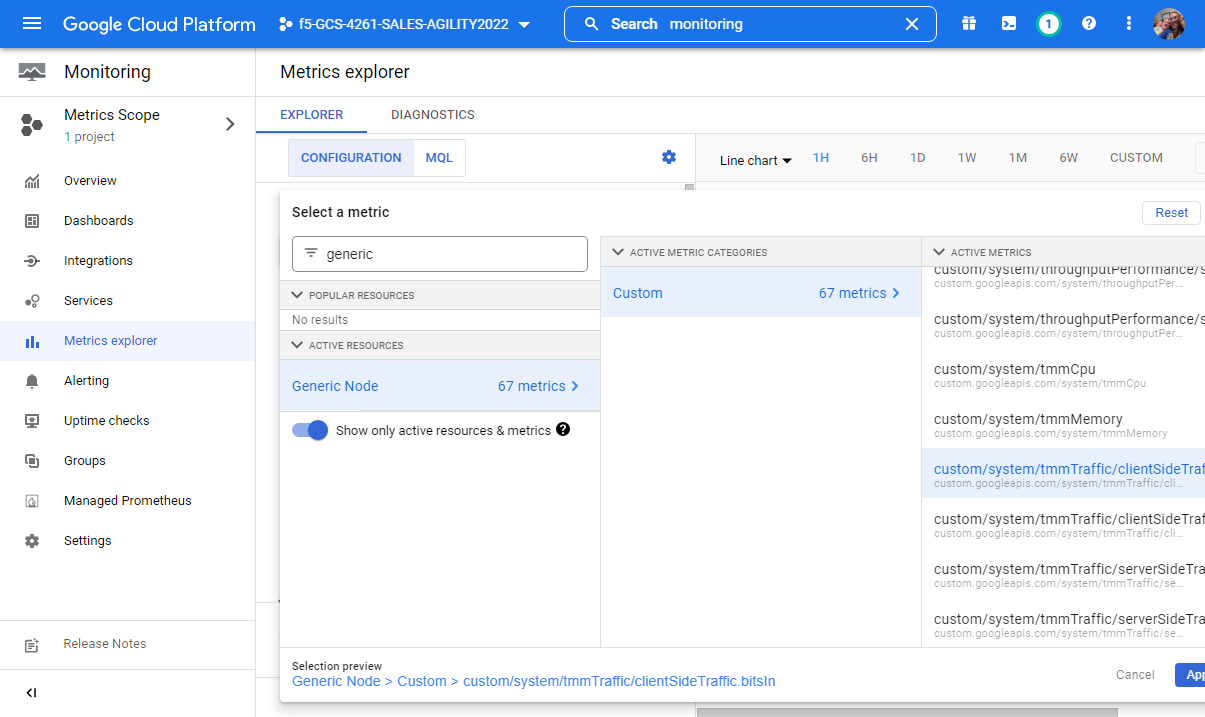 Google Cloud Platform
f5-GCS-4261-SALES-AGILITY2022
Search monitoring
1
Monitoring
Metrics Scope
1 project
Overview
Dashboards
Integrations
Services
Metrics explorer
Alerting
Uptime checks
Groups
Managed Prometheus
Settings
Release Notes
Metrics explorer
EXPLORER DIAGNOSTICS
CONFIGURATION MQL
Line chart 1H 6H 1D 1W 1M 6W CUSTOM
Select a metric
Reset
generic
POPULAR RESOURCES
No results
ACTIVE RESOURCES
Generic Node 67 metrics
Show only active resources & metrics
ACTIVE METRIC CATEGORIES
Custom 67 metrics
ACTIVE METRICS
custom/system/throughputPerformance/s
custom.googleapis.com/system/throughputPer...
custom/system/throughputPerformance/s
custom.googleapis.com/system/throughputPer...
custom/system/tmmCpu
custom.googleapis.com/system/tmmCpu
custom/system/tmmMemory
custom.googleapis.com/system/tmmMemory
custom/system/tmmTraffic/clientSideTraf
custom.googleapis.com/system/tmmTraffic/cli...
custom/system/tmmTraffic/clientSideTraf
custom.googleapis.com/system/tmmTraffic/cli...
custom/system/tmmTraffic/serverSideTra
custom.googleapis.com/system/tmmTraffic/se...
custom/system/tmmTraffic/serverSideTra
custom.googleapis.com/system/tmmTraffic/se...
Selection preview
Generic Node > Custom > custom/system/tmmTraffic/clientSideTraffic.bitsIn
Cancel
App